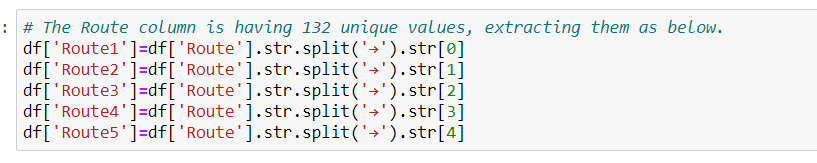 : # The Route column is having 132 unique values, extracting them as below.
df['Route1']=df['Route'].str.split('→').str[0]
df['Route2']=df['Route'].str.split('→').str[1]
df['Route3']=df['Route'].str.split('→').str[2]
df['Route4']=df['Route'].str.split('→').str[3]
df['Route5']=df['Route'].str.split('→').str[4]